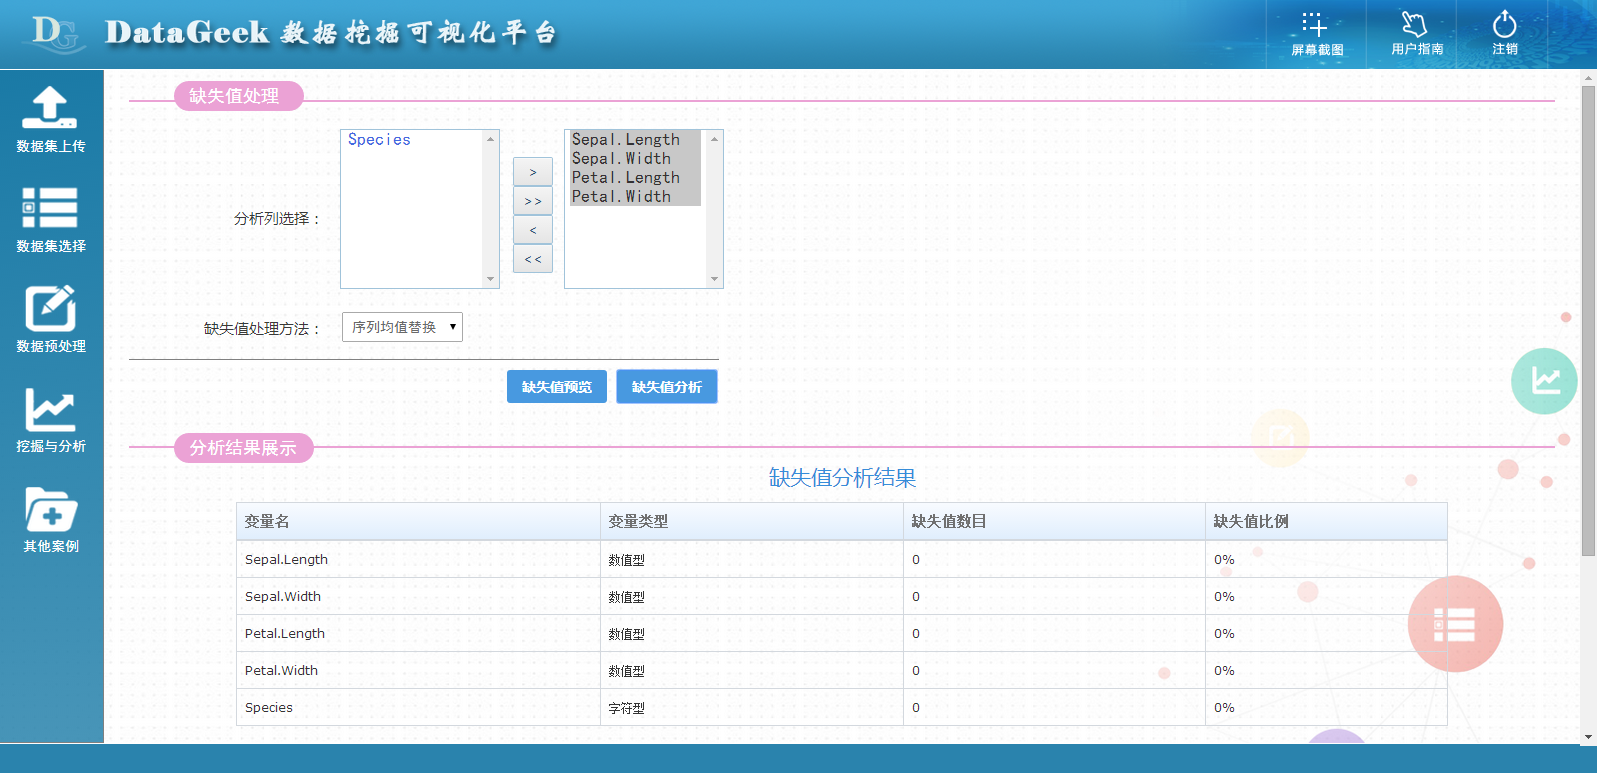 DG DataGeek 数据挖掘可视化平台
屏幕截图 用户指南 注销
数据集上传
数据集选择
数据预处理
挖掘与分析
其他案例
缺失值处理
分析列选择：
Species
>
>>
<
<<
Sepal.Length
Sepal.Width
Petal.Length
Petal.Width
缺失值处理方法： 序列均值替换
缺失值预览 缺失值分析
分析结果展示
缺失值分析结果
变量名 变量类型 缺失值数目 缺失值比例
Sepal.Length 数值型 0 0%
Sepal.Width 数值型 0 0%
Petal.Length 数值型 0 0%
Petal.Width 数值型 0 0%
Species 字符型 0 0%